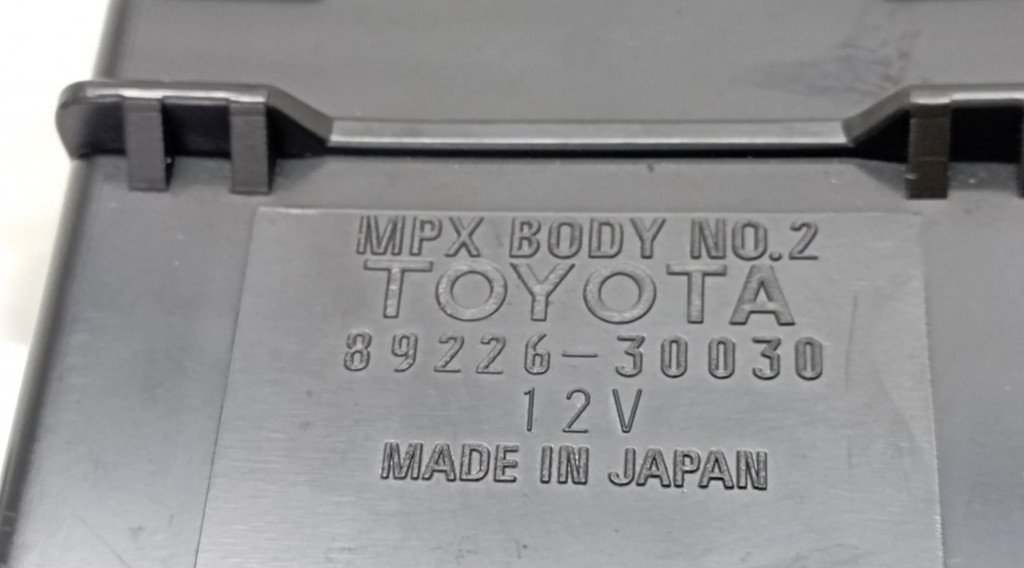 MPX BODY NO.2
TOYOTA
89226-30030
12V
MADE IN JAPAN